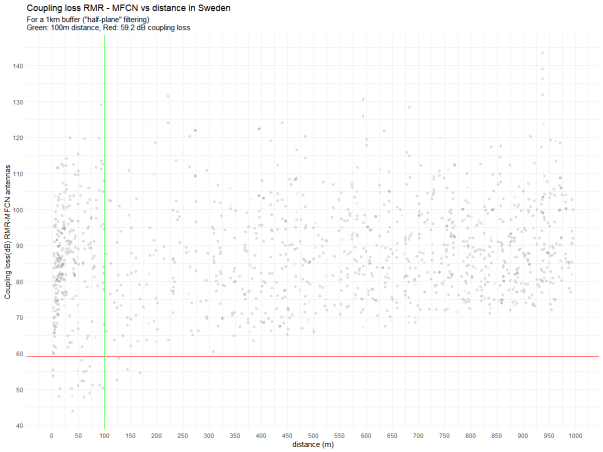 Coupling loss RMR - MFCN vs distance in Sweden
For a 1km buffer ("half-plane" filtering)
Green: 100m distance, Red: 59.2 dB coupling loss
Coupling loss(dB) RMR-MFCN antennas
140
130
120
110
100
90
80
70
60
50
40
0 50 100 150 200 250 300 350 400 450 500 550 600 650 700 750 800 850 900 950 1000
distance (m)